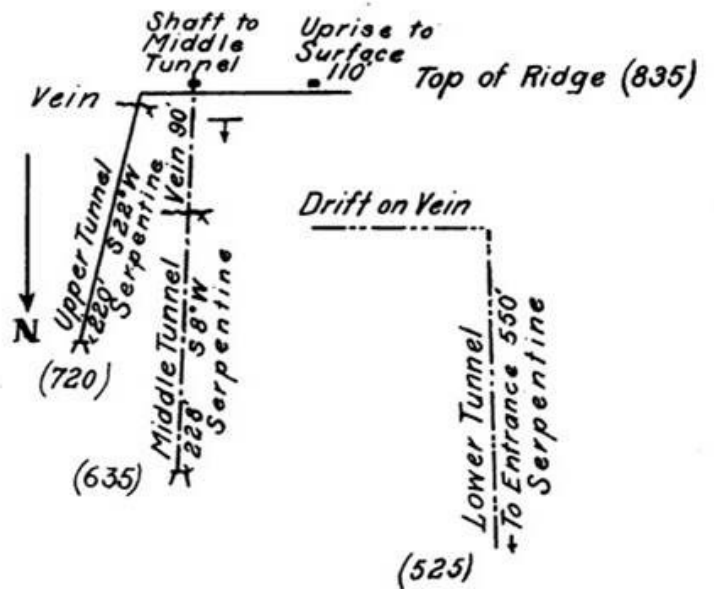 Shaft to
Middle
Tunnel
Uprise to
Surface
110'
Top of Ridge (835)
Vein
Vein 90'
Upper Tunnel
220' S22°W
Serpentine
N
(720)
Middle Tunnel
228' S8°W
Serpentine
(635)
Drift on Vein
Lower Tunnel
To Entrance 550'
Serpentine
(525)